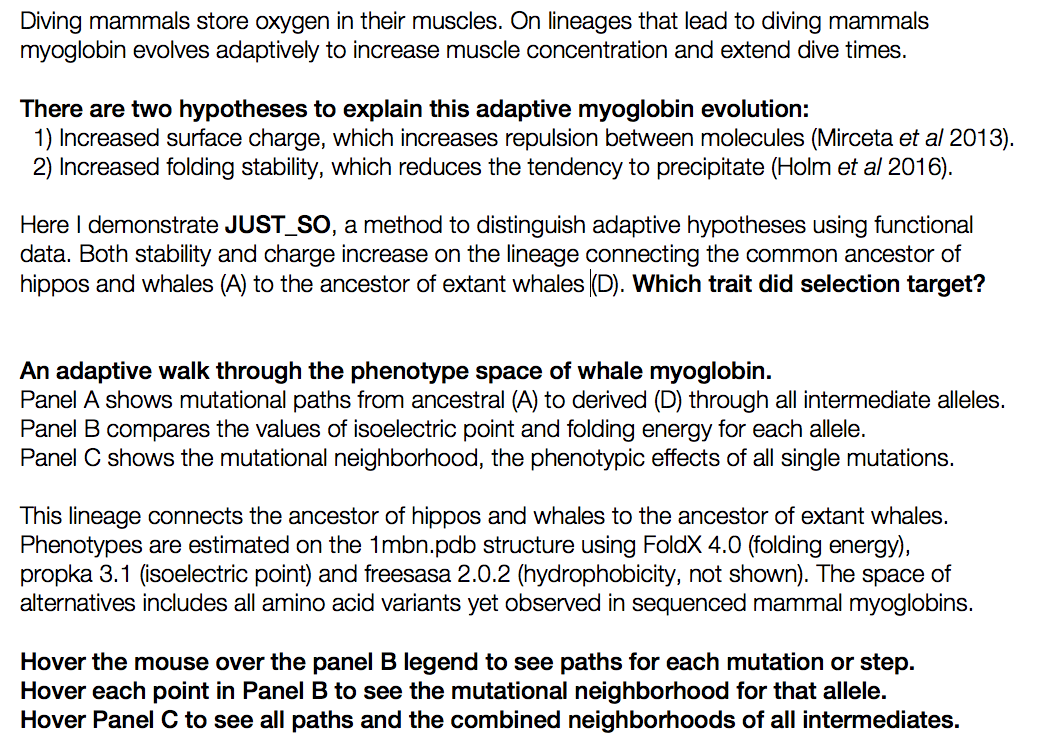 Diving mammals store oxygen in their muscles. On lineages that lead to diving mammals
myoglobin evolves adaptively to increase muscle concentration and extend dive times.
There are two hypotheses to explain this adaptive myoglobin evolution:
1) Increased surface charge, which increases repulsion between molecules (Mirceta et al 2013).
2) Increased folding stability, which reduces the tendency to precipitate (Holm et al 2016).
Here I demonstrate JUST_SO, a method to distinguish adaptive hypotheses using functional
data. Both stability and charge increase on the lineage connecting the common ancestor of
hippos and whales (A) to the ancestor of extant whales (D). Which trait did selection target?
An adaptive walk through the phenotype space of whale myoglobin.
Panel A shows mutational paths from ancestral (A) to derived (D) through all intermediate alleles.
Panel B compares the values of isoelectric point and folding energy for each allele.
Panel C shows the mutational neighborhood, the phenotypic effects of all single mutations.
This lineage connects the ancestor of hippos and whales to the ancestor of extant whales.
Phenotypes are estimated on the 1mbn.pdb structure using FoldX 4.0 (folding energy),
propka 3.1 (isoelectric point) and freesasa 2.0.2 (hydrophobicity, not shown). The space of
alternatives includes all amino acid variants yet observed in sequenced mammal myoglobins.
Hover the mouse over the panel B legend to see paths for each mutation or step.
Hover each point in Panel B to see the mutational neighborhood for that allele.
Hover Panel C to see all paths and the combined neighborhoods of all intermediates.